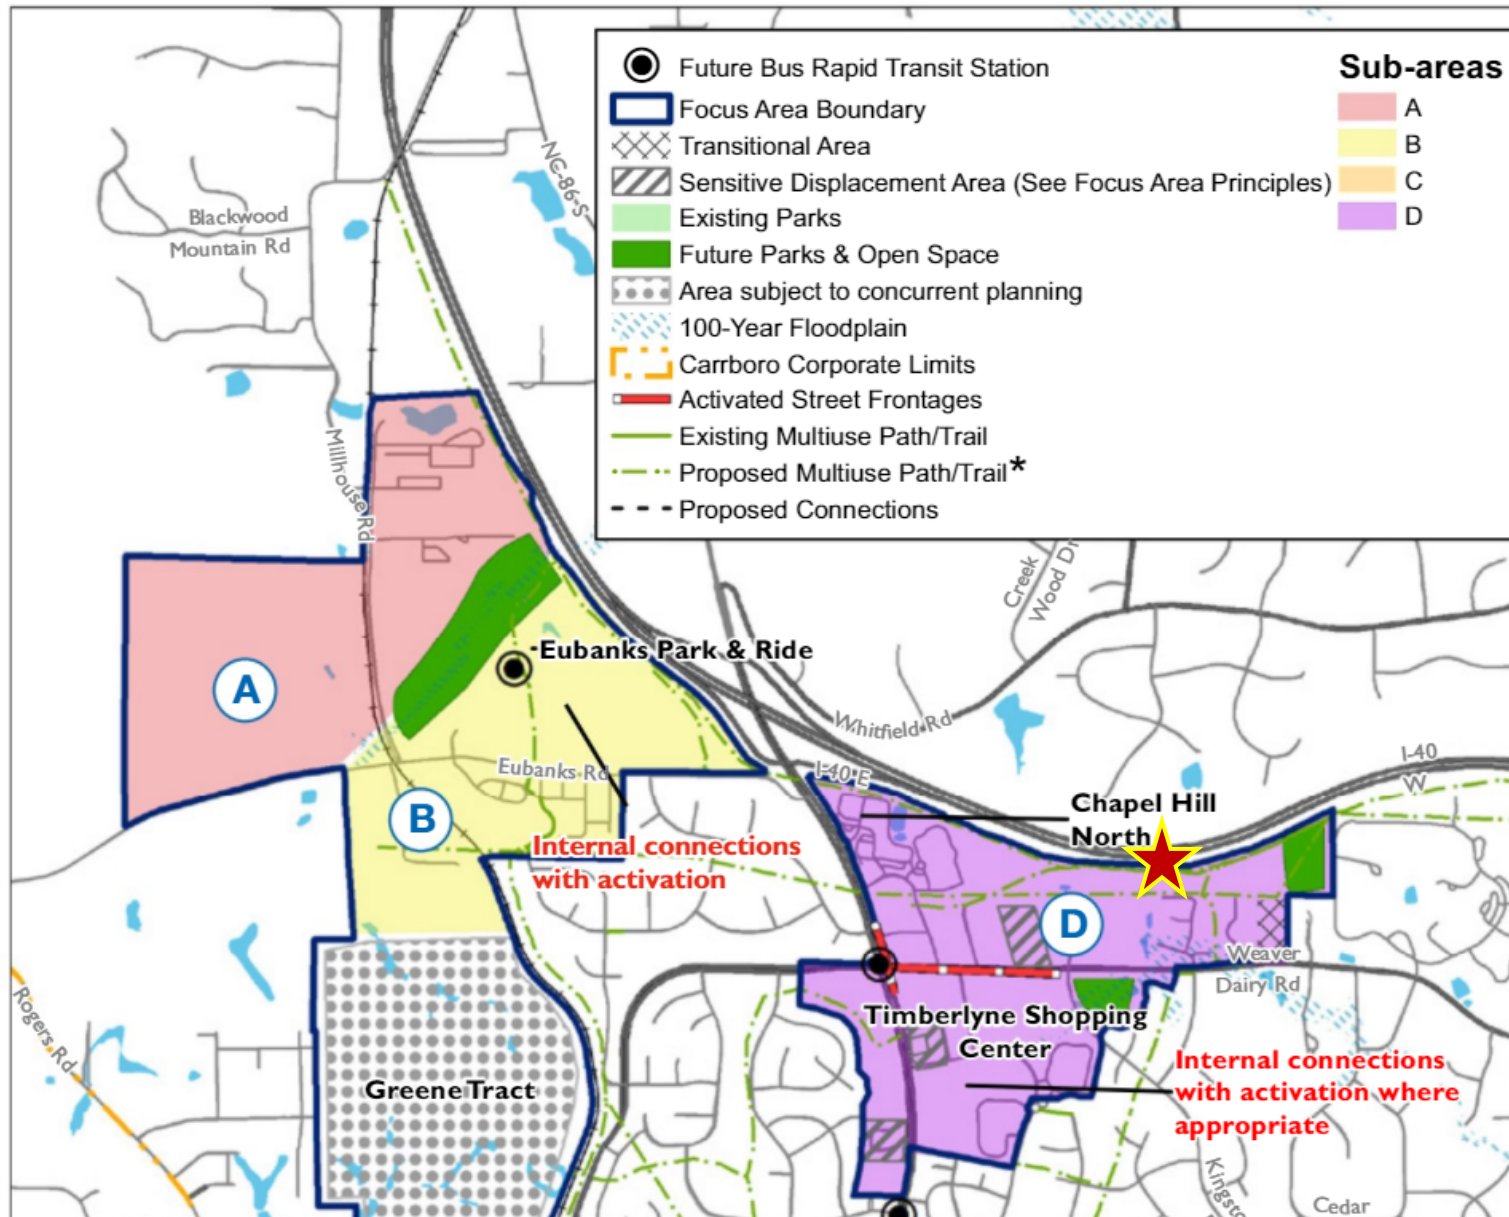 Future Bus Rapid Transit Station
Focus Area Boundary
Transitional Area
Sensitive Displacement Area (See Focus Area Principles)
Existing Parks
Future Parks & Open Space
Area subject to concurrent planning
100-Year Floodplain
Carrboro Corporate Limits
Activated Street Frontages
Existing Multiuse Path/Trail
Proposed Multiuse Path/Trail*
Proposed Connections
Sub-areas
A
B
C
D
NC-86-S
Blackwood
Mountain Rd
Millhouse Rd
Creek
Wood Dr
A
Eubanks Park & Ride
Whitfield Rd
Eubanks Rd
I-40 E
I-40
W
B
Chapel Hill
North
Internal connections
with activation
D
Weaver
Dairy Rd
Rogers Rd
Timberlyne Shopping
Center
Greene Tract
Internal connections
with activation where
appropriate
Cedar